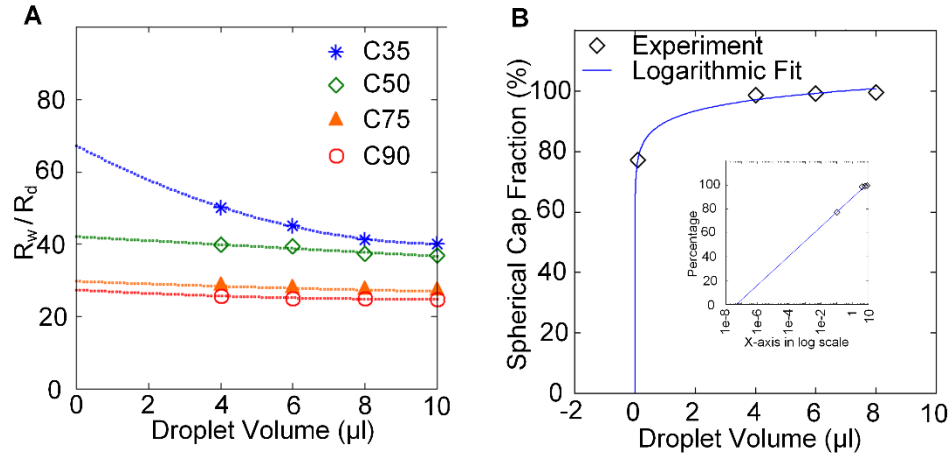 A
C35
C50
C75
C90
80
60
40
20
0
R_w / R_d
0 2 4 6 8 10
Droplet Volume (µl)
B
Experiment
Logarithmic Fit
100
80
60
40
20
0
Spherical Cap Fraction (%)
-2 0 2 4 6 8 10
Droplet Volume (µl)
100
80
60
40
20
0
Percentage
1e-8 1e-6 1e-4 1e-2 1 10
X-axis in log scale